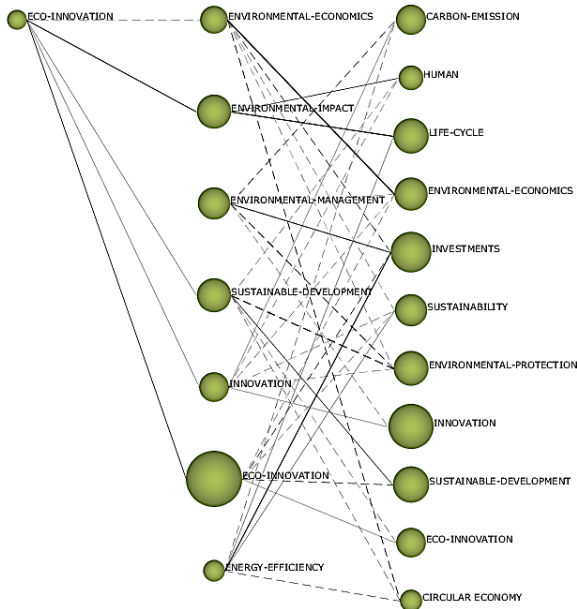 ECO-INNOVATION
ENVIRONMENTAL-ECONOMICS
ENVIRONMENTAL-IMPACT
ENVIRONMENTAL-MANAGEMENT
SUSTAINABLE-DEVELOPMENT
INNOVATION
ECO-INNOVATION
ENERGY-EFFICIENCY
CARBON-EMISSION
HUMAN
LIFE-CYCLE
ENVIRONMENTAL-ECONOMICS
INVESTMENTS
SUSTAINABILITY
ENVIRONMENTAL-PROTECTION
INNOVATION
SUSTAINABLE-DEVELOPMENT
ECO-INNOVATION
CIRCULAR ECONOMY